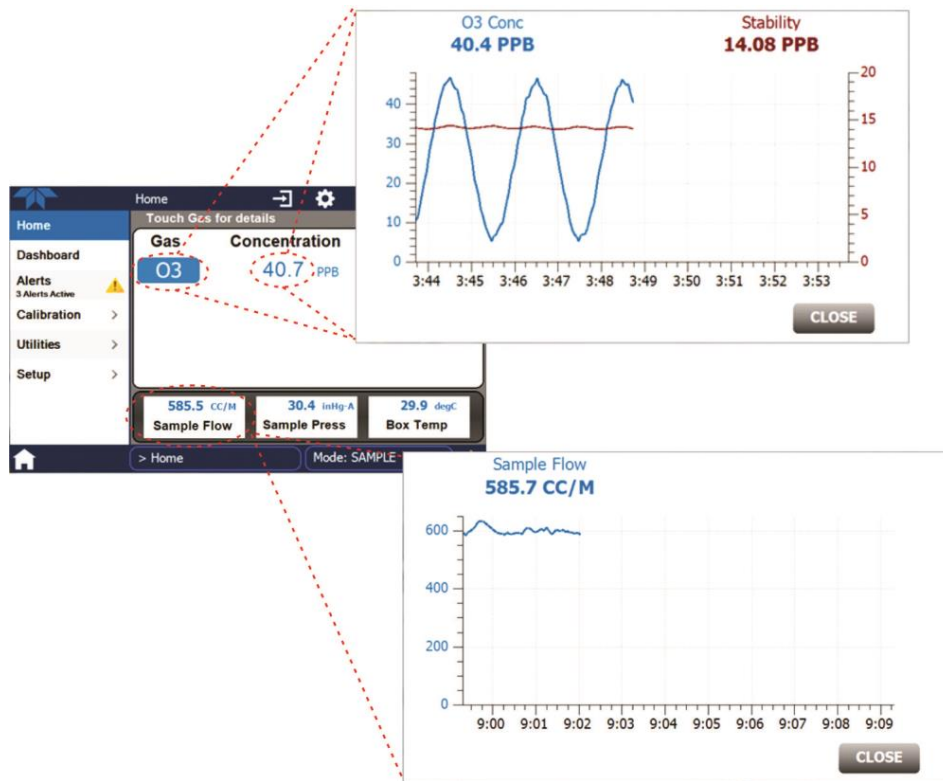 O3 Conc
40.4 PPB
Stability
14.08 PPB
40
30
20
10
0
20
15
10
5
0
3:44 3:45 3:46 3:47 3:48 3:49 3:50 3:51 3:52 3:53
CLOSE
Home
Home
Touch Gas for details
Gas Concentration
O3 40.7 PPB
Dashboard
Alerts
3 Alerts Active
Calibration >
Utilities >
Setup >
585.5 CC/M
Sample Flow
30.4 inHg-A
Sample Press
29.9 degC
Box Temp
> Home
Mode: SAMPLE
Sample Flow
585.7 CC/M
600
400
200
0
9:00 9:01 9:02 9:03 9:04 9:05 9:06 9:07 9:08 9:09
CLOSE